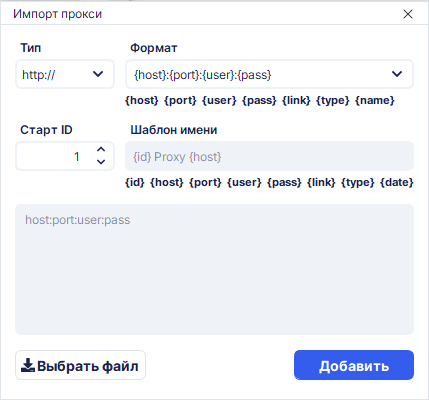 Импорт прокси
Тип Формат
http:// {host}:{port}:{user}:{pass}
{host} {port} {user} {pass} {link} {type} {name}
Старт ID Шаблон имени
1 {id} Proxy {host}
{id} {host} {port} {user} {pass} {link} {type} {date}
host:port:user:pass
Выбрать файл Добавить